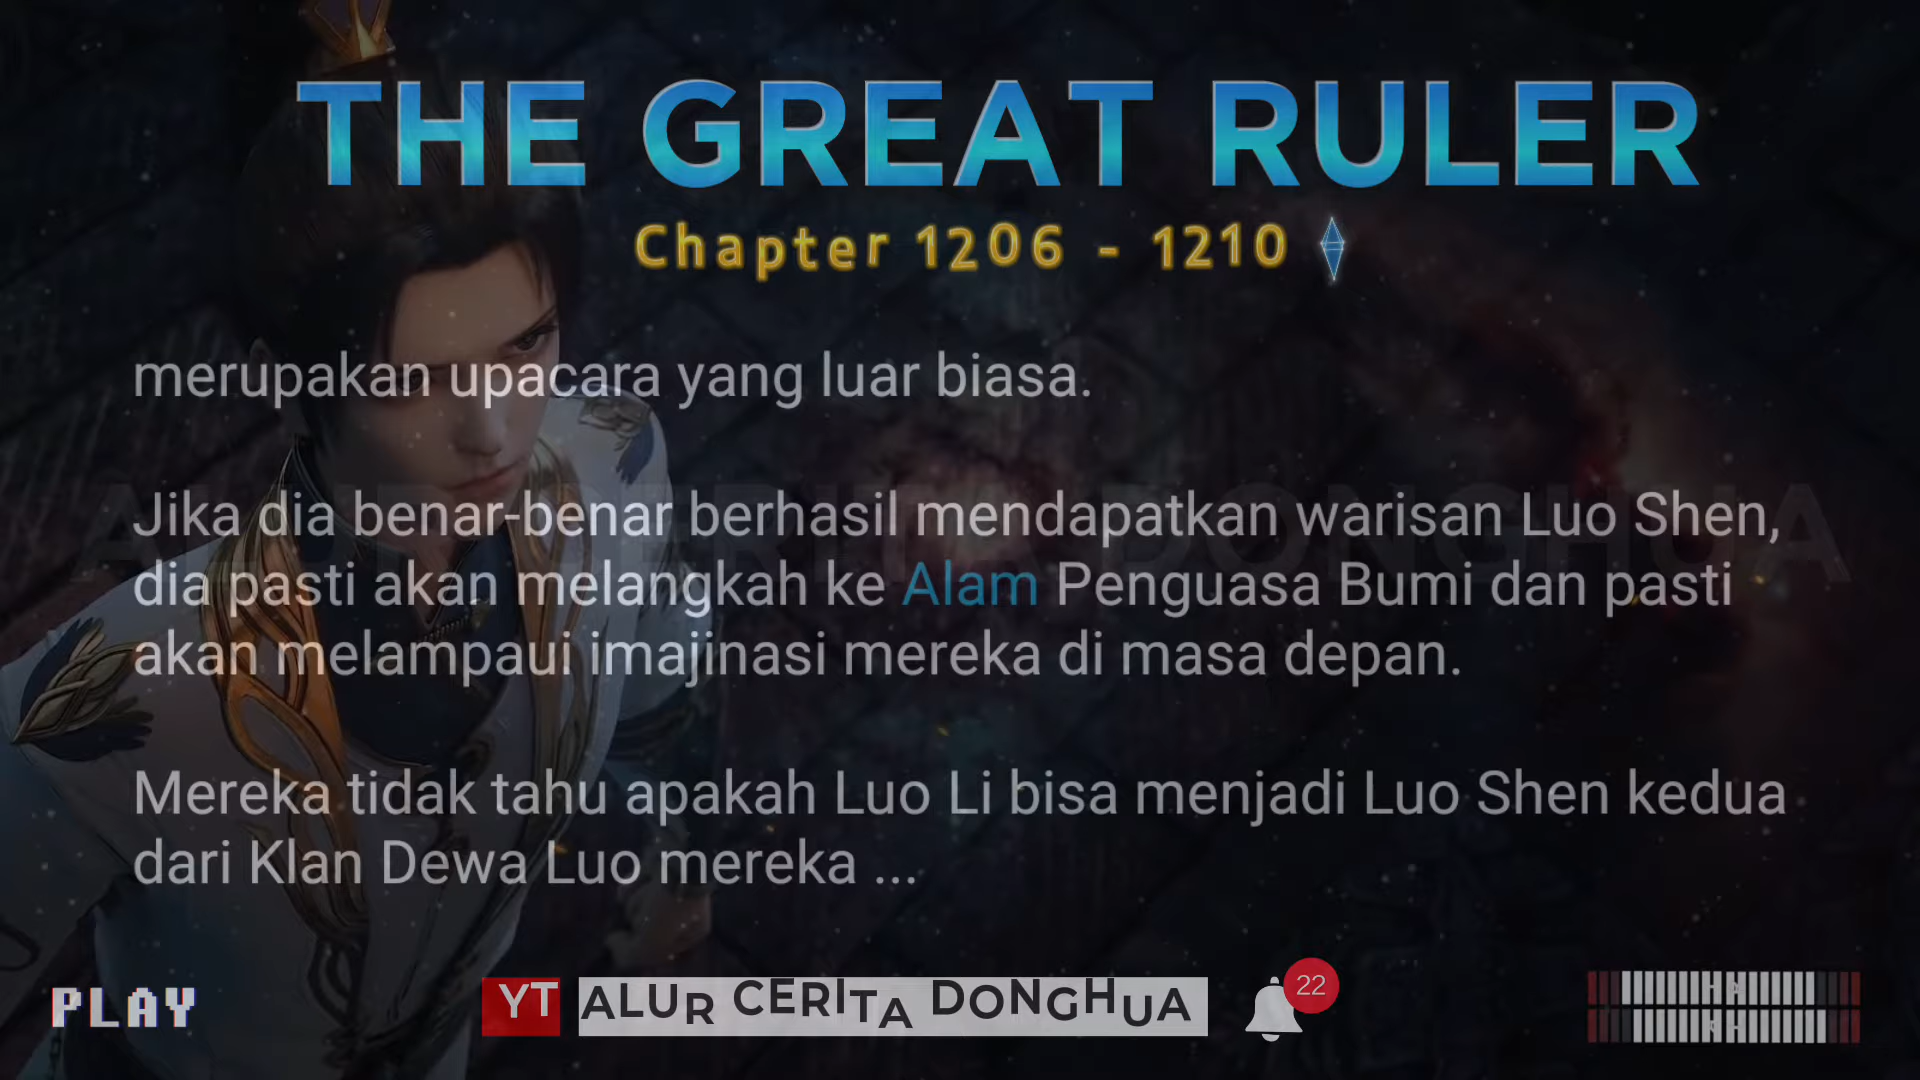 THE GREAT RULER
Chapter 1206 - 1210
merupakan upacara yang luar biasa.
Jika dia benar-benar berhasil mendapatkan warisan Luo Shen,
dia pasti akan melangkah ke Alam Penguasa Bumi dan pasti
akan melampaui imajinasi mereka di masa depan.
Mereka tidak tahu apakah Luo Li bisa menjadi Luo Shen kedua
dari Klan Dewa Luo mereka ...
ALUR CERITA DONGHUA
PLAY
YT ALUR CERITA DONGHUA
22